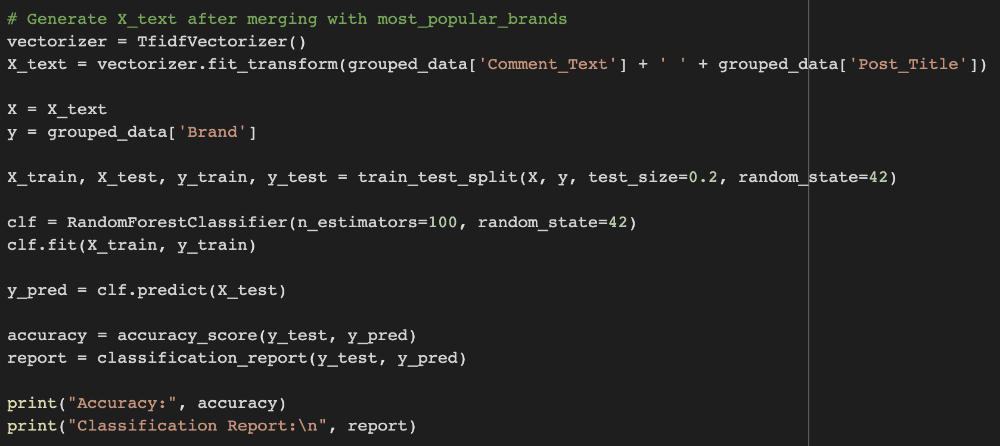 # Generate X_text after merging with most_popular_brands
vectorizer = TfidfVectorizer()
X_text = vectorizer.fit_transform(grouped_data['Comment_Text'] + ' ' + grouped_data['Post_Title'])
X = X_text
y = grouped_data['Brand']
X_train, X_test, y_train, y_test = train_test_split(X, y, test_size=0.2, random_state=42)
clf = RandomForestClassifier(n_estimators=100, random_state=42)
clf.fit(X_train, y_train)
y_pred = clf.predict(X_test)
accuracy = accuracy_score(y_test, y_pred)
report = classification_report(y_test, y_pred)
print("Accuracy:", accuracy)
print("Classification Report:\n", report)